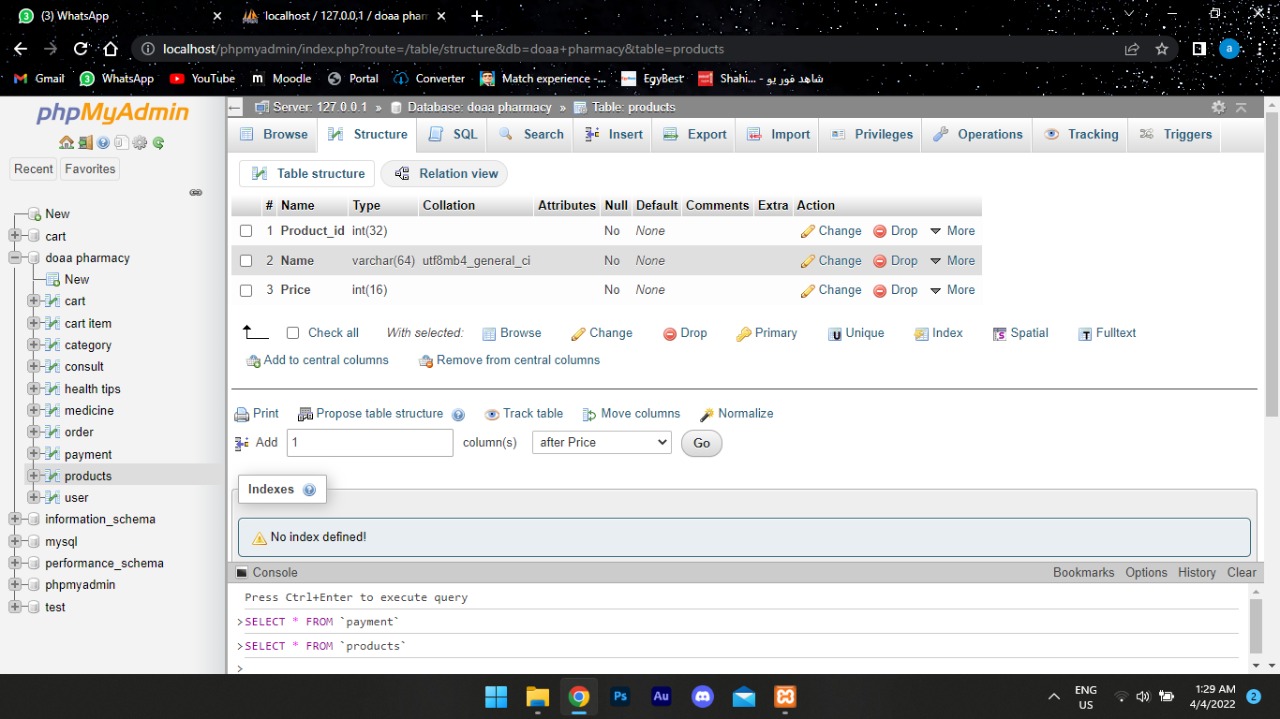 (3) WhatsApp
localhost / 127.0.0.1 / doaa phar
localhost/phpmyadmin/index.php?route=/table/structure&db=doaa+pharmacy&table=products
a
Gmail WhatsApp YouTube Moodle Portal Converter Match experience -... EgyBest Shahi... - شاهد فور يو
phpMyAdmin
Recent Favorites
New
cart
doaa pharmacy
New
cart
cart item
category
consult
health tips
medicine
order
payment
products
user
information_schema
mysql
performance_schema
phpmyadmin
test
Server: 127.0.0.1 » Database: doaa pharmacy » Table: products
Browse Structure SQL Search Insert Export Import Privileges Operations Tracking Triggers
Table structure Relation view
# Name Type Collation Attributes Null Default Comments Extra Action
1 Product_id int(32) No None Change Drop More
2 Name varchar(64) utf8mb4_general_ci No None Change Drop More
3 Price int(16) No None Change Drop More
Check all With selected: Browse Change Drop Primary Unique Index Spatial Fulltext
Add to central columns Remove from central columns
Print Propose table structure Track table Move columns Normalize
Add 1 column(s) after Price Go
Indexes
No index defined!
Console Bookmarks Options History Clear
Press Ctrl+Enter to execute query
>SELECT * FROM `payment`
>SELECT * FROM `products`
>
Ps Au
ENG
US
1:29 AM
4/4/2022
2